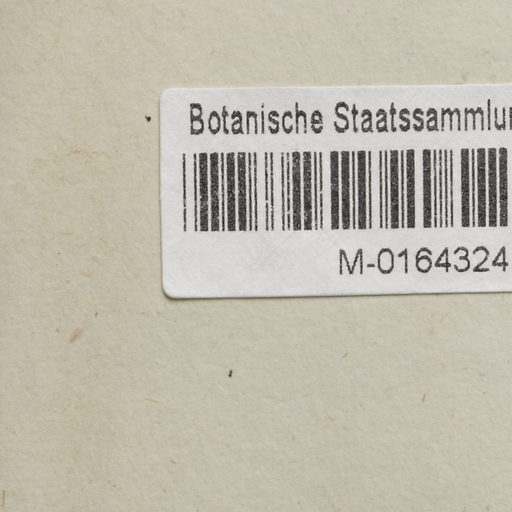 Botanische Staatssammlun
M-0164324